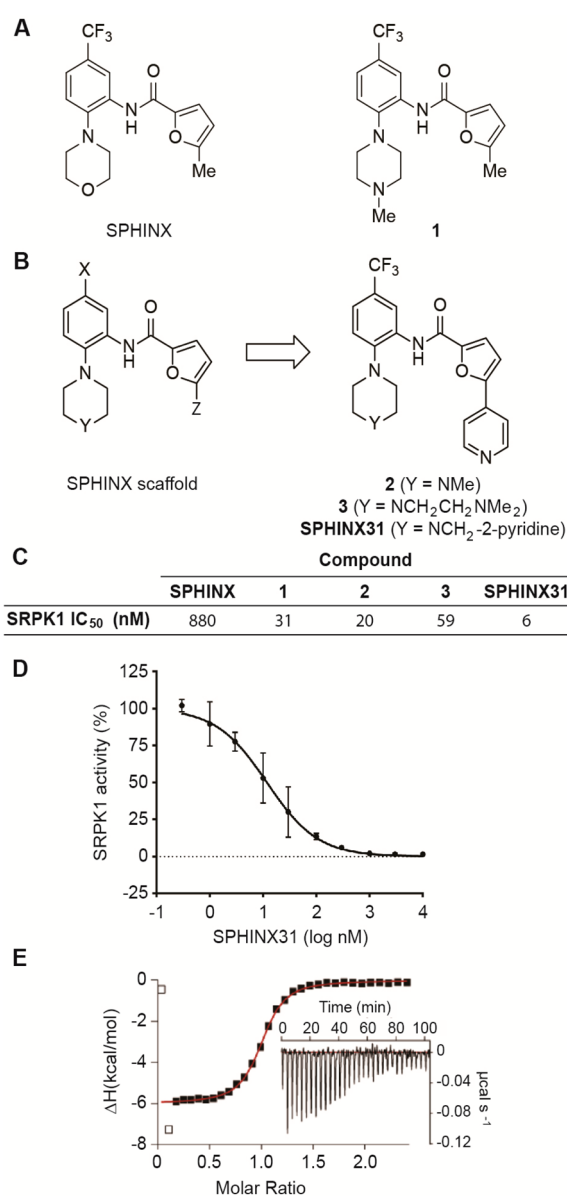 A
CF₃
O
N
H
N
O
O
Me
SPHINX
CF₃
O
N
H
N
O
N
Me
Me
1
B
X
O
N
H
N
O
Y
Z
SPHINX scaffold
CF₃
O
N
H
N
O
Y
N
2 (Y = NMe)
3 (Y = NCH₂CH₂NMe₂)
SPHINX31 (Y = NCH₂-2-pyridine)
C
Compound
SPHINX 1 2 3 SPHINX31
SRPK1 IC₅₀ (nM) 880 31 20 59 6
D
125
100
75
50
25
0
-25
SRPK1 activity (%)
-1 0 1 2 3 4
SPHINX31 (log nM)
E
0
-2
-4
-6
-8
ΔH(kcal/mol)
Time (min)
0 20 40 60 80 100
0
-0.04
-0.08
-0.12
µcal s⁻¹
0 0.5 1.0 1.5 2.0
Molar Ratio